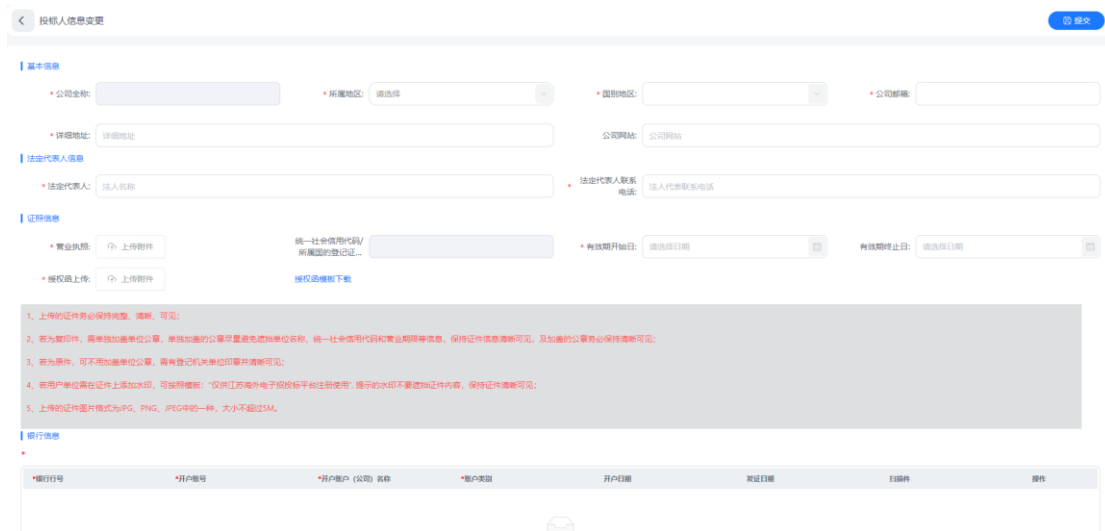 投标人信息变更
提交
基本信息
* 公司全称:
* 所属地区: 请选择
* 国别地区:
* 公司邮箱:
* 详细地址: 详细地址
公司网站: 公司网站
法定代表人信息
* 法定代表人: 法人名称
* 法定代表人联系
电话: 法人代表联系电话
证照信息
* 营业执照: 上传附件
统一社会信用代码/
所属国的登记证...
* 有效期开始日: 请选择日期
有效期终止日: 请选择日期
* 授权函上传: 上传附件
授权函模板下载
1、上传的证件务必保持完整、清晰、可见;
2、若为复印件，需单独加盖单位公章，单独加盖的公章尽量避免遮挡单位名称、统一社会信用代码和营业期限等信息，保持证件信息清晰可见，及加盖的公章务必保持清晰可见;
3、若为原件，可不用加盖单位公章，需有登记机关单位印章并清晰可见;
4、若用户单位需在证件上添加水印，可按照模板: “仅供江苏海外电子招投标平台注册使用”, 提示的水印不要遮挡证件内容，保持证件清晰可见;
5、上传的证件图片格式为JPG、PNG、JPEG中的一种，大小不超过5M。
银行信息
*
*银行行号 *开户账号 *开户账户 (公司) 名称 *账户类别 开户日期 发证日期 扫描件 操作